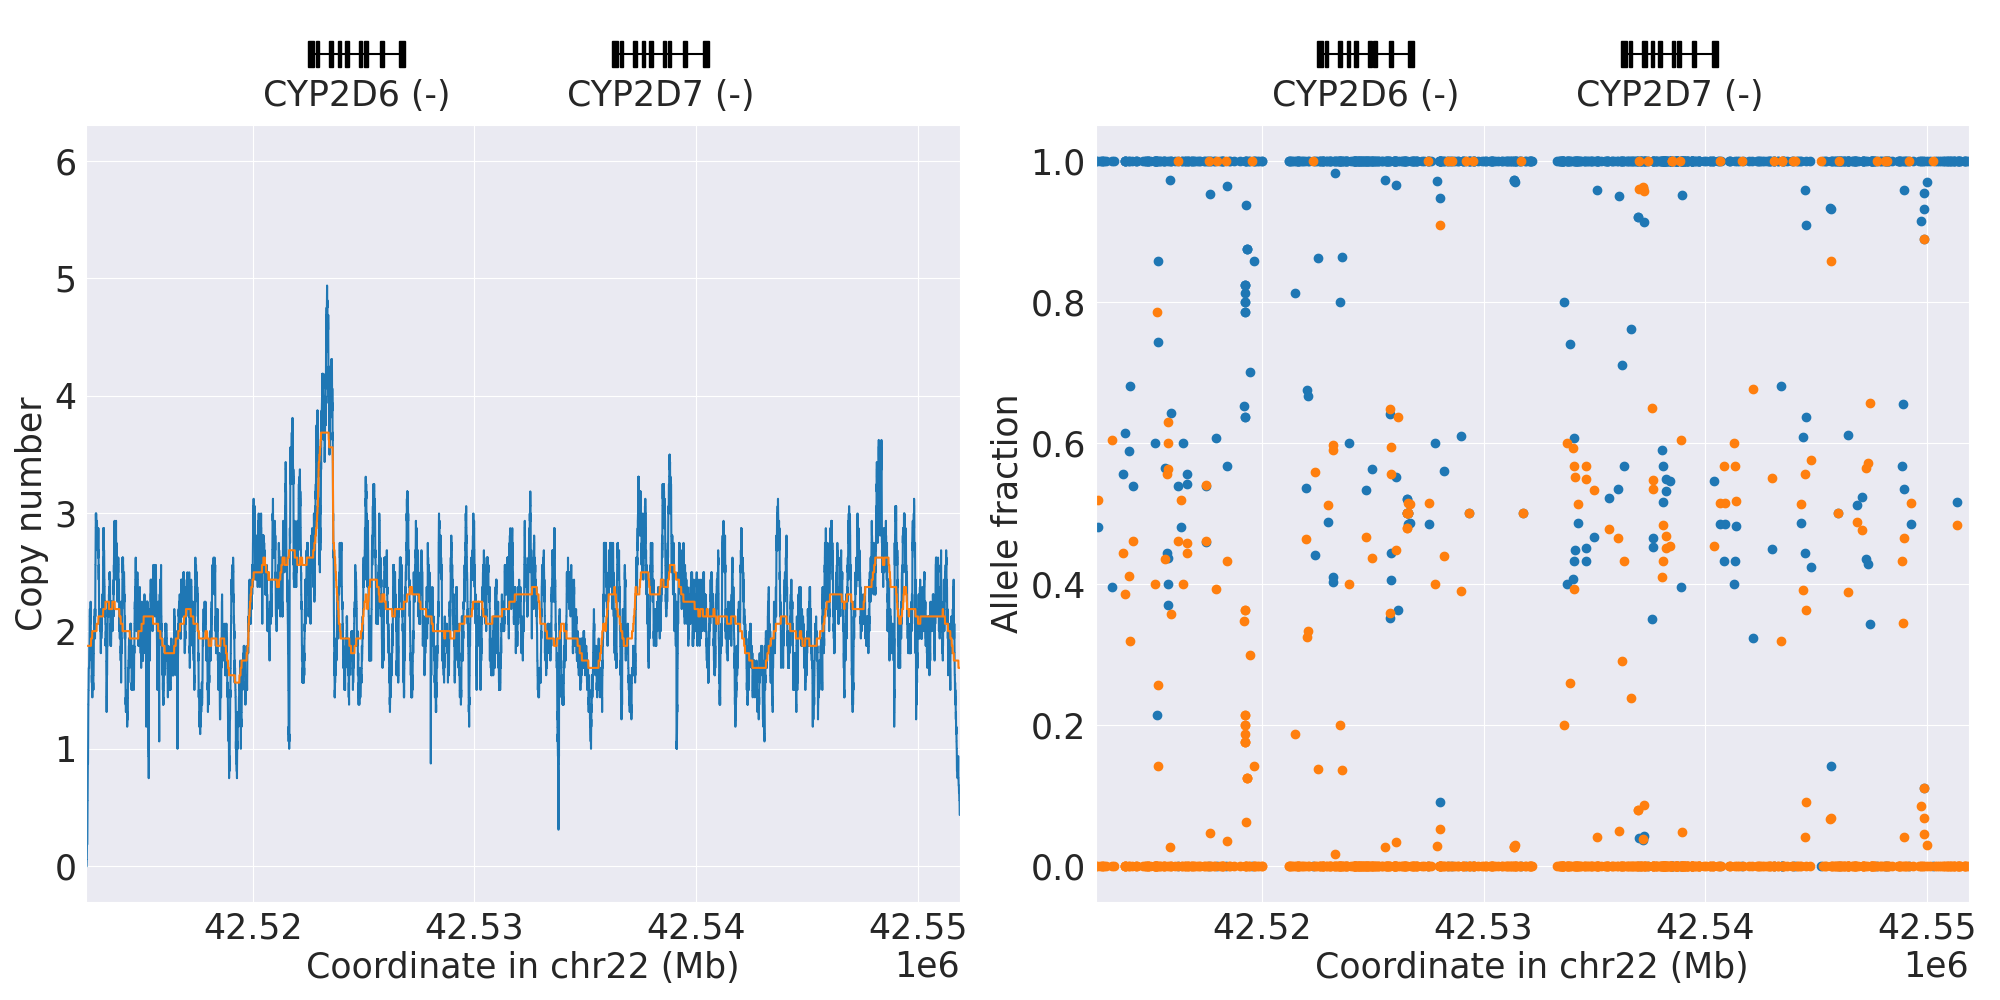 CYP2D6 (-) CYP2D7 (-)
6
5
4
3
2
1
0
Copy number
42.52 42.53 42.54 42.55
Coordinate in chr22 (Mb) 1e6
CYP2D6 (-) CYP2D7 (-)
1.0
0.8
0.6
0.4
0.2
0.0
Allele fraction
42.52 42.53 42.54 42.55
Coordinate in chr22 (Mb) 1e6